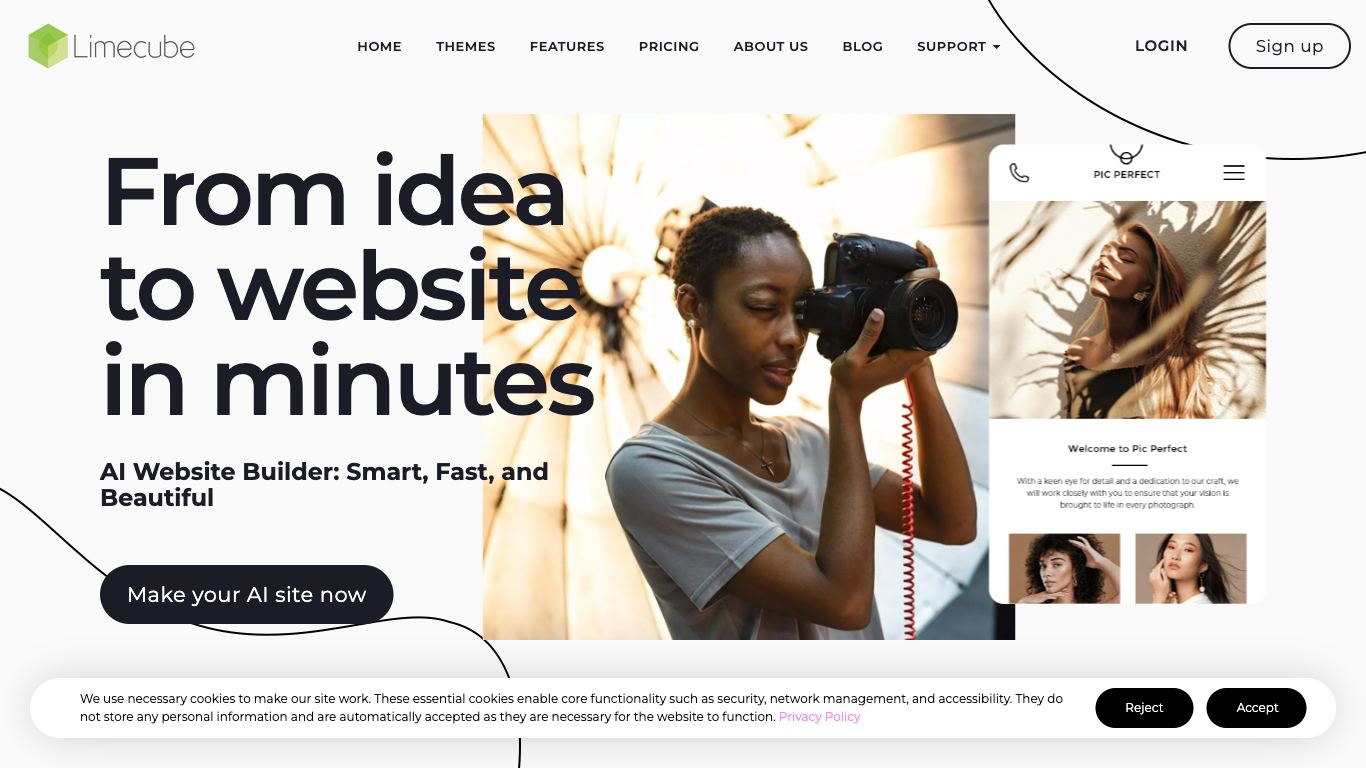 Limecube
HOME THEMES FEATURES PRICING ABOUT US BLOG SUPPORT
LOGIN
Sign up
From idea
to website
in minutes
AI Website Builder: Smart, Fast, and
Beautiful
Make your AI site now
PIC PERFECT
Welcome to Pic Perfect
With a keen eye for detail and a dedication to our craft, we
will work closely with you to ensure that your vision is
brought to life in every photograph.
We use necessary cookies to make our site work. These essential cookies enable core functionality such as security, network management, and accessibility. They do
not store any personal information and are automatically accepted as they are necessary for the website to function. Privacy Policy
Reject
Accept